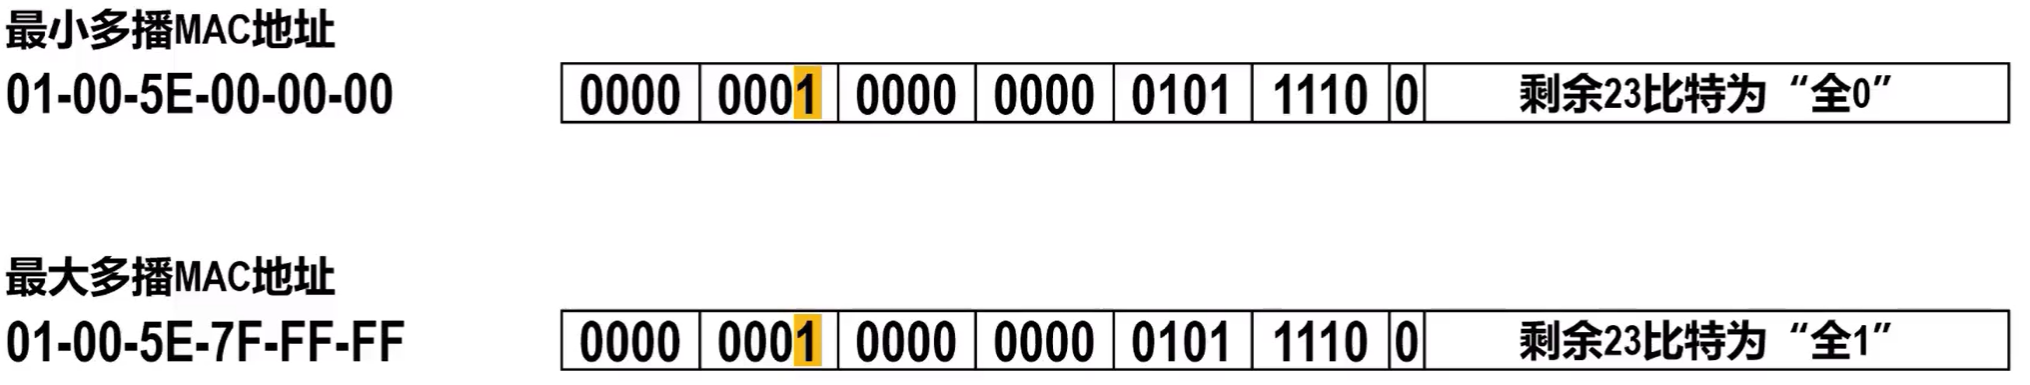 最小多播MAC地址
01-00-5E-00-00-00 0000 0001 0000 0000 0101 1110 0 剩余23比特为“全0”
最大多播MAC地址
01-00-5E-7F-FF-FF 0000 0001 0000 0000 0101 1110 0 剩余23比特为“全1”